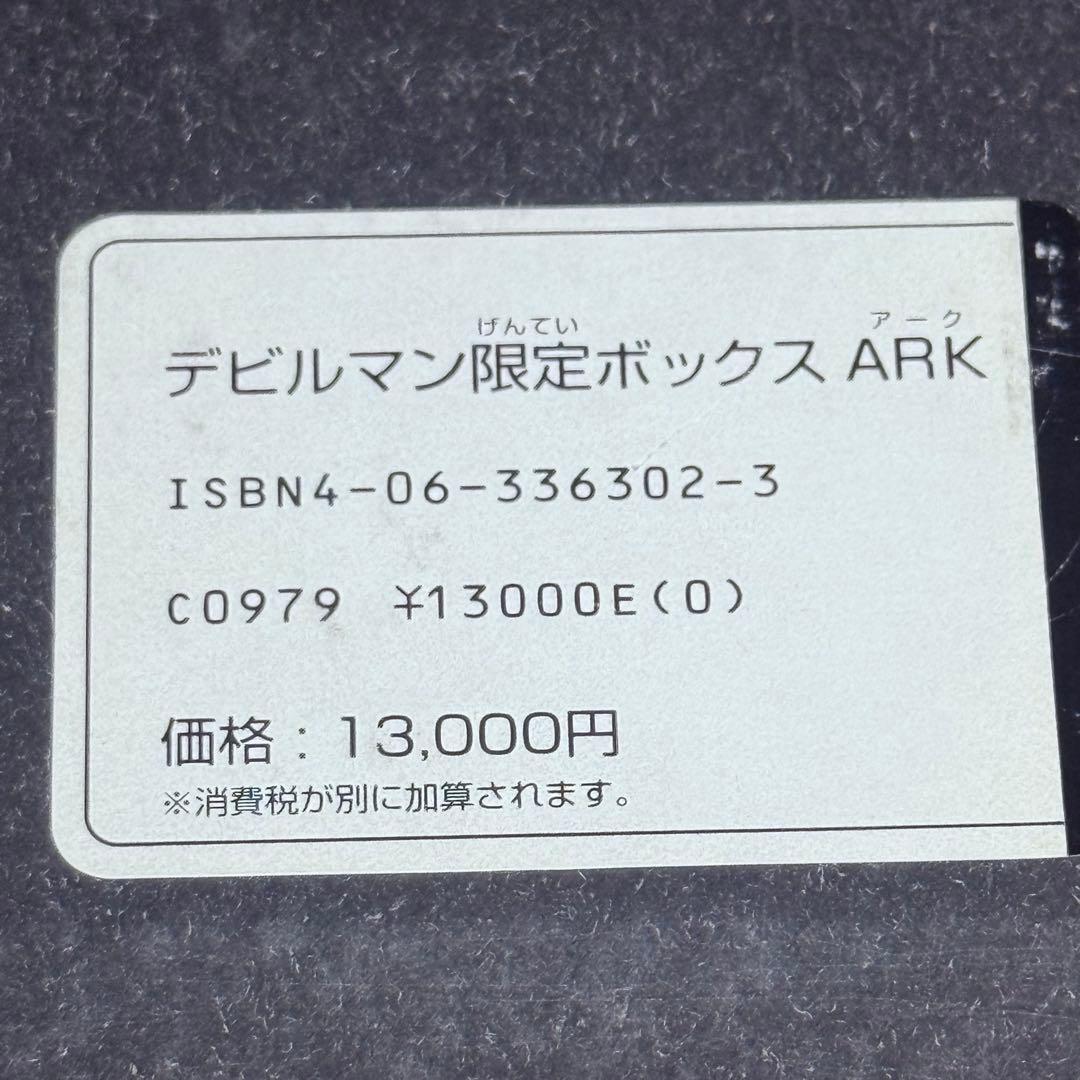 げんてい アーク
デビルマン限定ボックス ARK
ISBN4-06-336302-3
C0979 ¥13000E(0)
価格：13,000円
※消費税が別に加算されます。